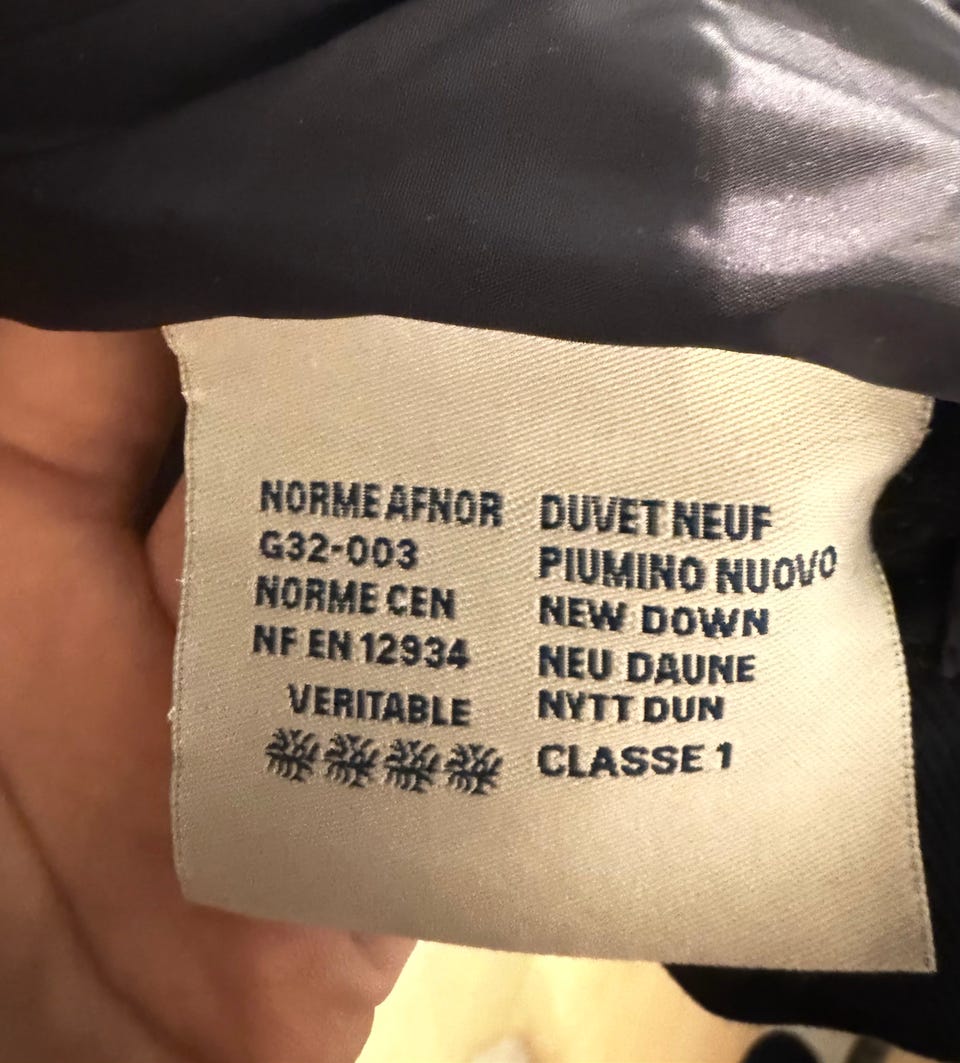 NORME AFNOR
G32-003
NORME CEN
NF EN 12934
VERITABLE
DUVET NEUF
PIUMINO NUOVO
NEW DOWN
NEU DAUNE
NYTT DUN
CLASSE 1